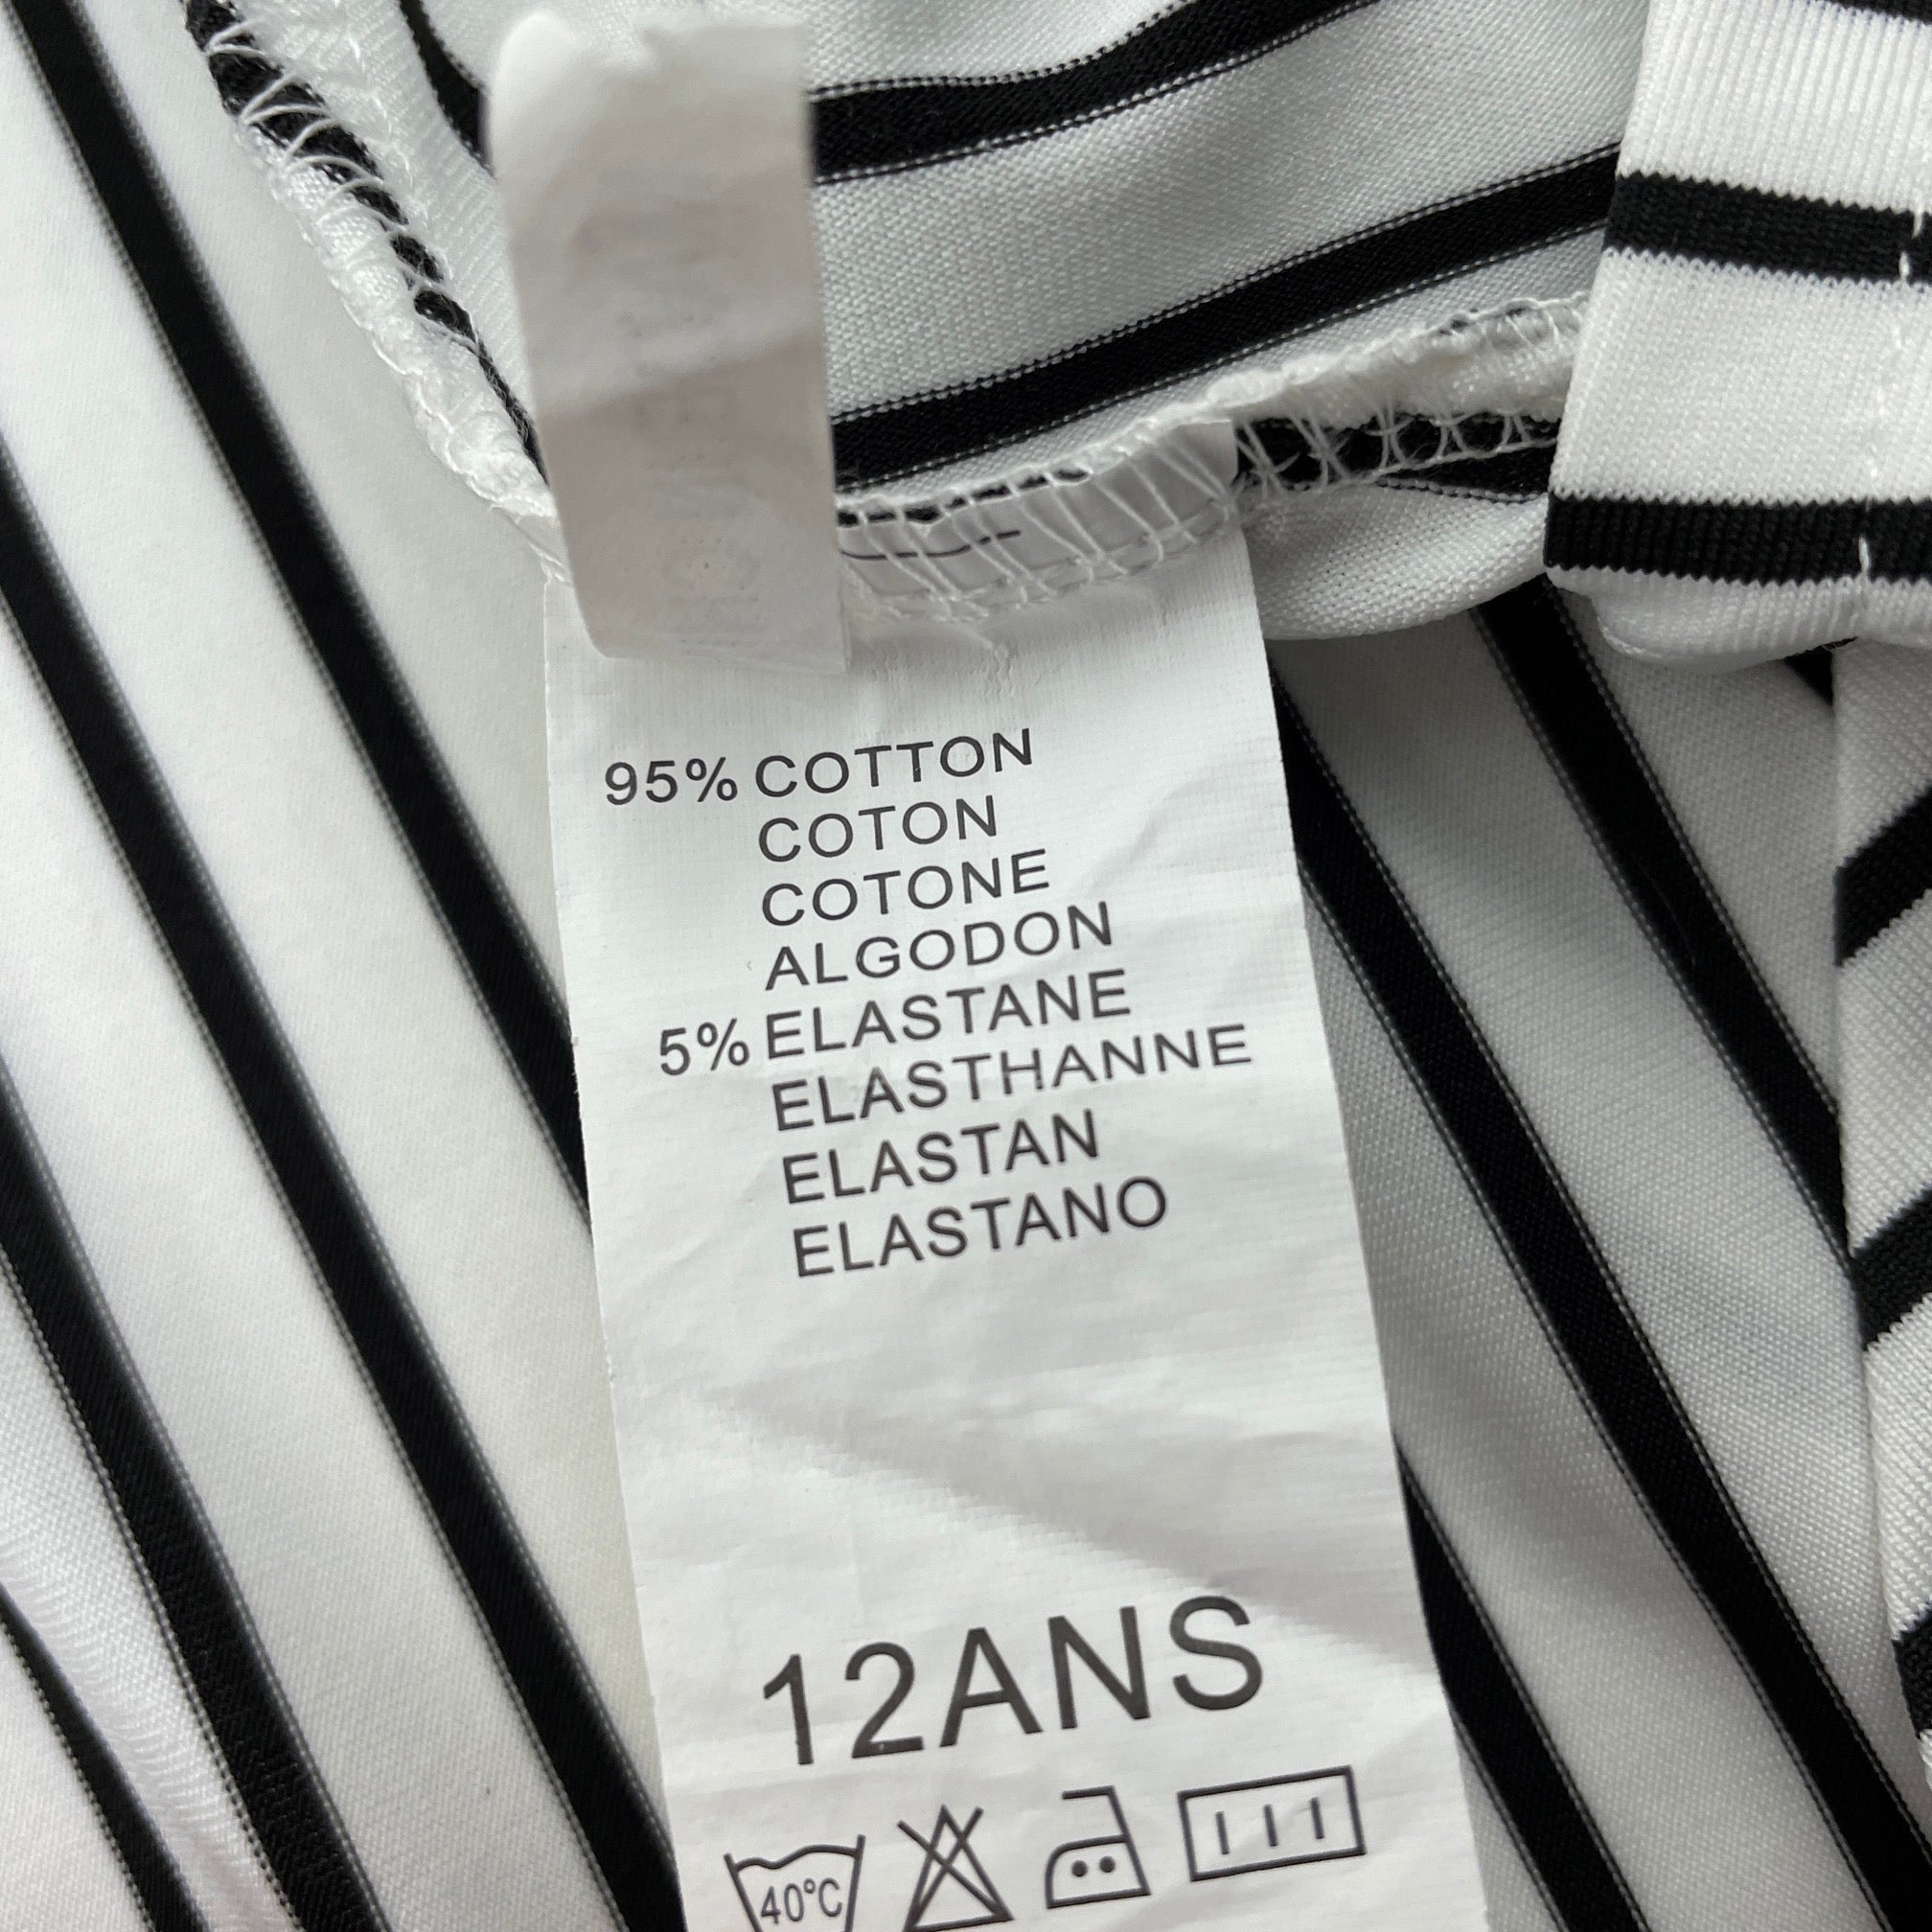 95% COTTON
COTON
COTONE
ALGODON
5% ELASTANE
ELASTHANNE
ELASTAN
ELASTANO
12ANS
40°C